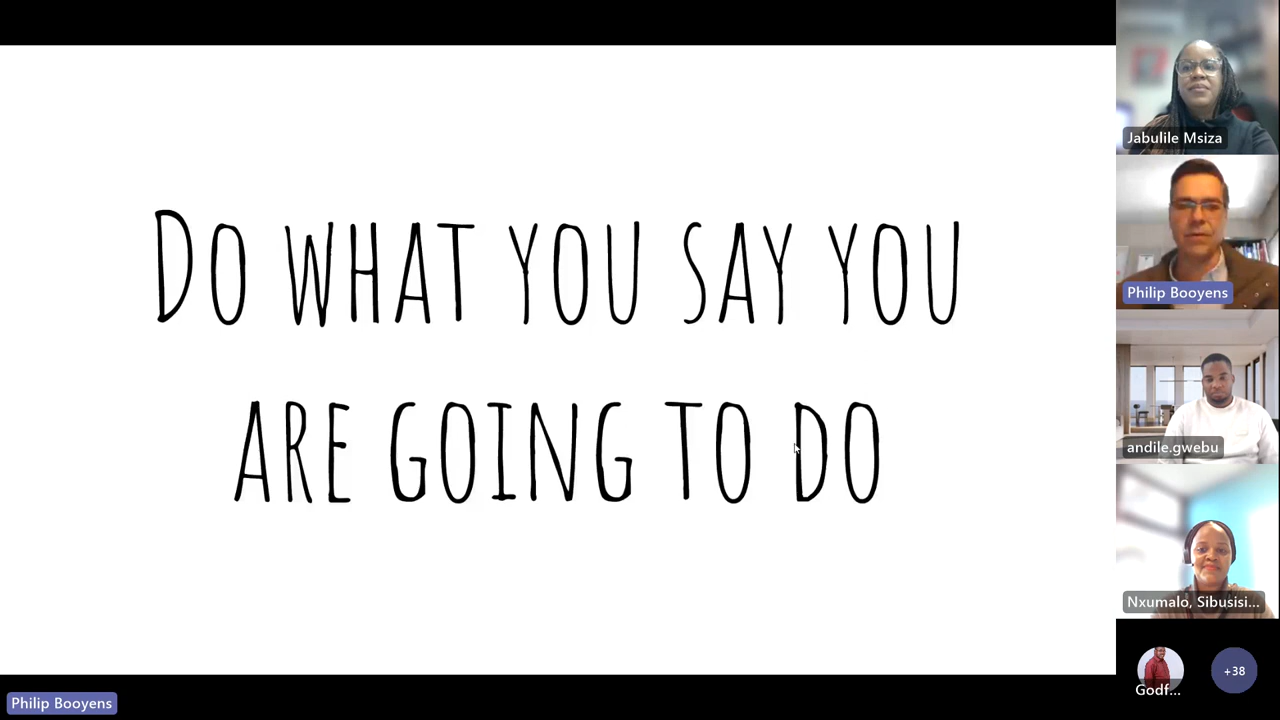 DO WHAT YOU SAY YOU
ARE GOING TO DO
Jabulile Msiza
Philip Booyens
andile.gwebu
Nxumalo, Sibusisi...
Godf...
+38
Philip Booyens